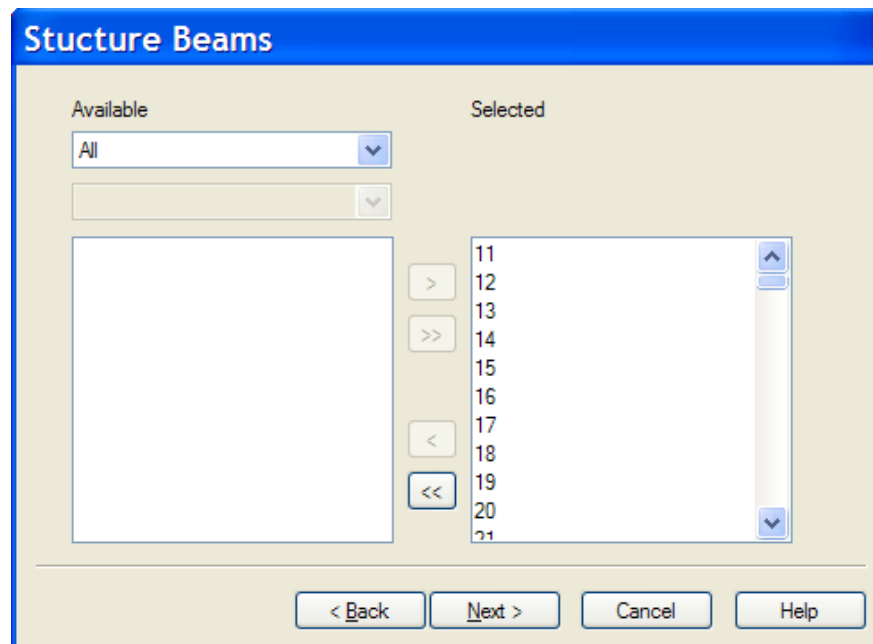 Stucture Beams
Available
Selected
All
11
12
13
14
15
16
17
18
19
20
21
>
>>
<
<<
< Back
Next >
Cancel
Help